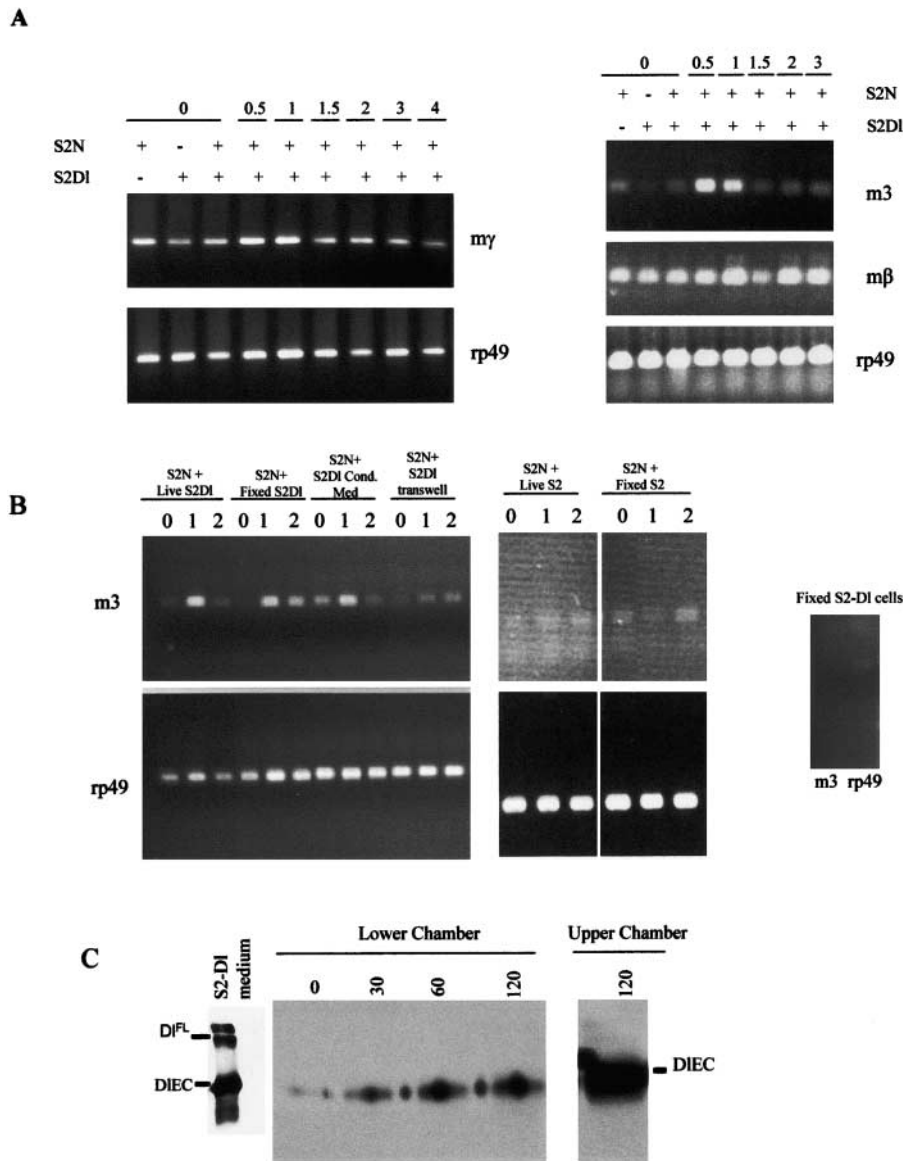 A
0 0.5 1 1.5 2 3 4
S2N + - + + + + + + +
S2Dl - + + + + + + + +
mγ
rp49
0 0.5 1 1.5 2 3
+ - + + + + + + S2N
- + + + + + + + S2Dl
m3
mβ
rp49
B
S2N + Live S2Dl
S2N+ Fixed S2Dl
S2N+ S2Dl Cond. Med
S2N+ S2Dl transwell
0 1 2 0 1 2 0 1 2 0 1 2
m3
rp49
S2N + Live S2
S2N + Fixed S2
0 1 2 0 1 2
Fixed S2-Dl cells
m3 rp49
C
S2-Dl medium
DlFL
DlEC
Lower Chamber
0 30 60 120
Upper Chamber
120
DlEC